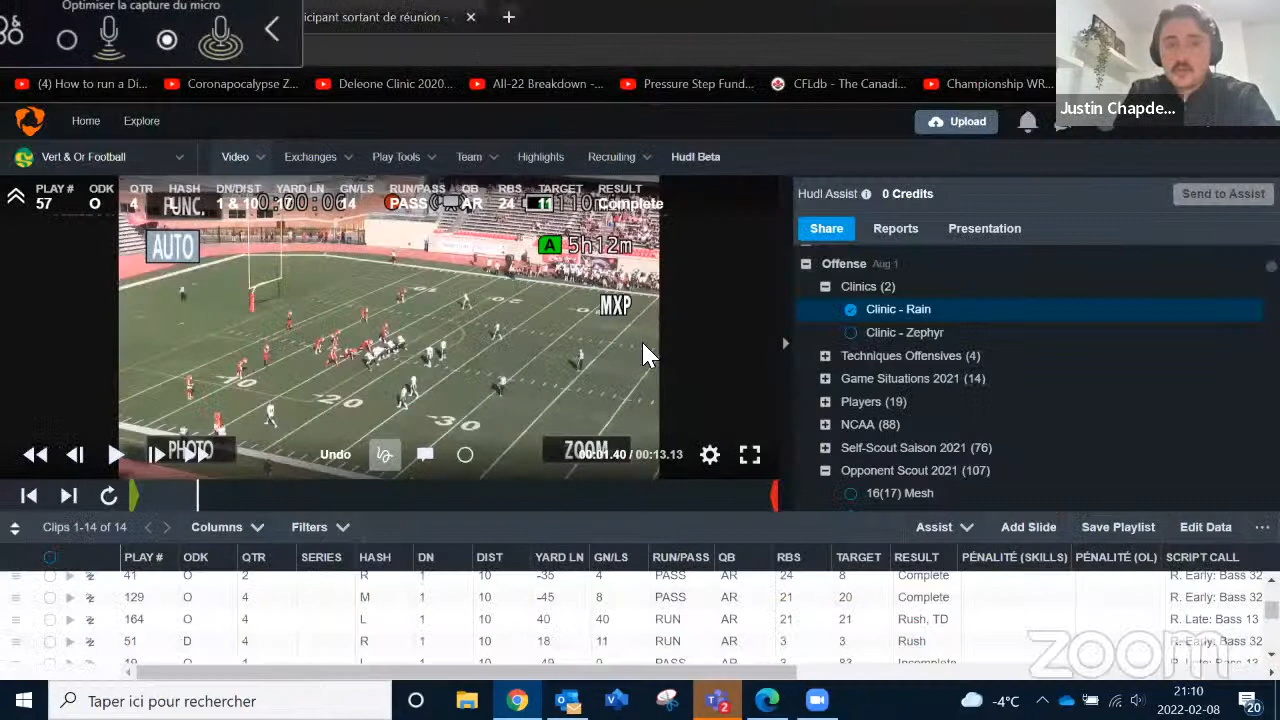 Optimiser la capture du micro
icipant sortant de réunion -
(4) How to run a Di...
Coronapocalypse Z...
Deleone Clinic 2020...
All-22 Breakdown -...
Pressure Step Fund...
CFLdb - The Canadi...
Championship WR...
Justin Chapde...
Home
Explore
Upload
Vert & Or Football
Video
Exchanges
Play Tools
Team
Highlights
Recruiting
Hudl Beta
PLAY # ODK QTR HASH DN/DIST YARD LN GN/LS RUN/PASS QB RBS TARGET RESULT
57 O 4 L 1 & 10 17 14 PASS AR 24 11 Complete
FUNC.
AUTO
A 5h12m
MXP
10
20
30
PHOTO
ZOOM
Undo
00:01.40 / 00:13.13
Hudl Assist 0 Credits
Send to Assist
Share
Reports
Presentation
Offense Aug 1
Clinics (2)
Clinic - Rain
Clinic - Zephyr
Techniques Offensives (4)
Game Situations 2021 (14)
Players (19)
NCAA (88)
Self-Scout Saison 2021 (76)
Opponent Scout 2021 (107)
16(17) Mesh
Clips 1-14 of 14
Columns
Filters
Assist
Add Slide
Save Playlist
Edit Data
PLAY # ODK QTR SERIES HASH DN DIST YARD LN GN/LS RUN/PASS QB RBS TARGET RESULT PÉNALITÉ (SKILLS) PÉNALITÉ (OL) SCRIPT CALL
41 O 2 R 1 10 -35 4 PASS AR 24 8 Complete R. Early: Bass 32
129 O 4 M 1 10 -45 8 PASS AR 21 20 Complete R. Early: Bass 32
164 O 4 L 1 10 40 40 RUN AR 21 21 Rush, TD R. Late: Bass 13
51 D 4 R 1 10 18 11 RUN AR 3 3 Rush R. Early: Bass 32
zoom
Taper ici pour rechercher
2
-4°C
21:10
2022-02-08
20